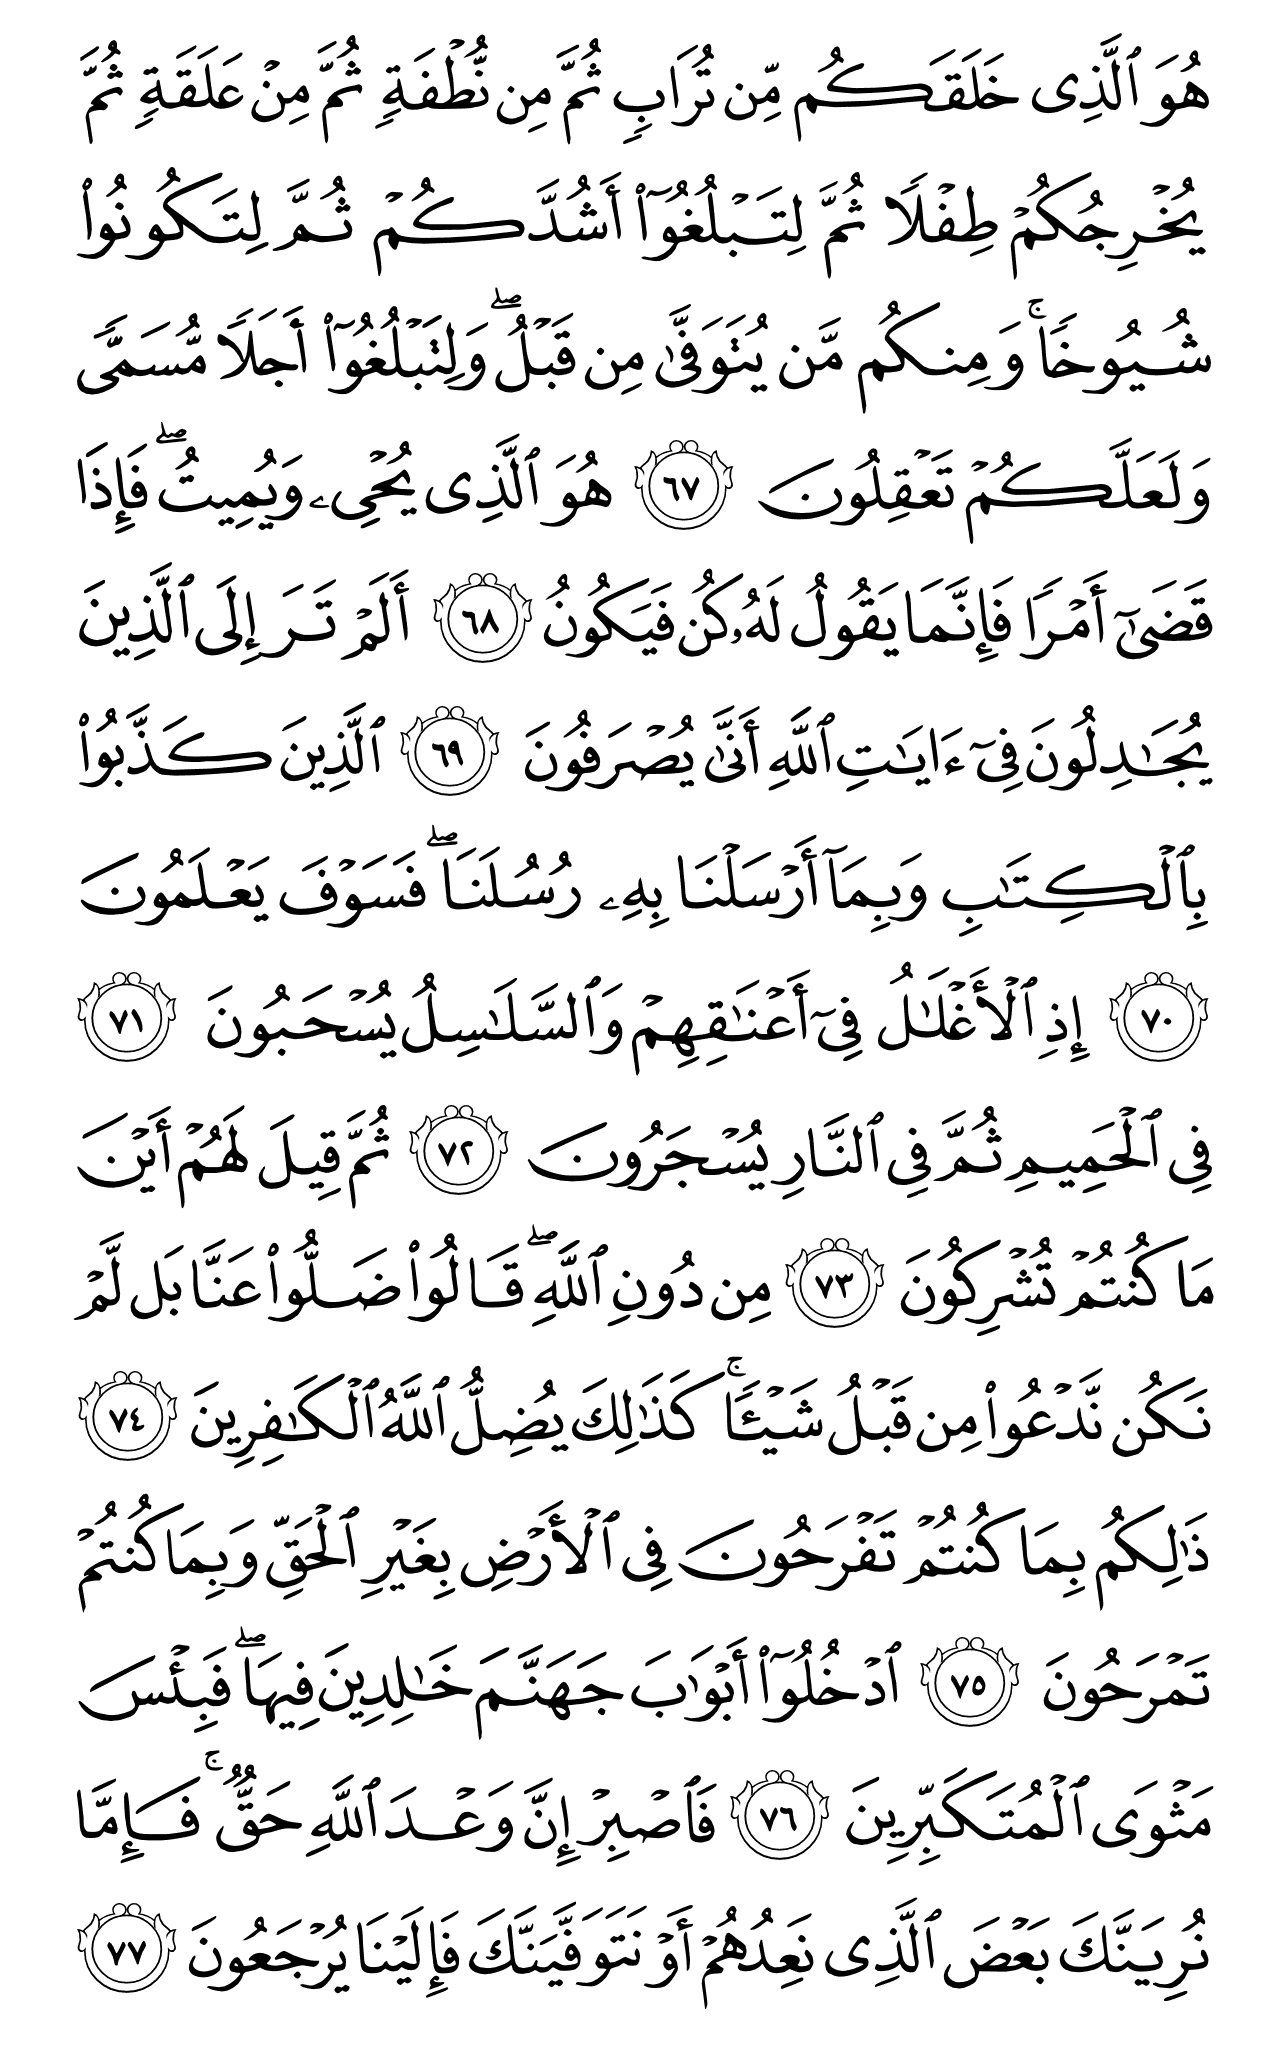 هُوَ ٱلَّذِى خَلَقَكُم مِّن تُرَابٍ ثُمَّ مِن نُّطْفَةٍ ثُمَّ مِنْ عَلَقَةٍ ثُمَّ
يُخْرِجُكُمْ طِفْلًا ثُمَّ لِتَبْلُغُوٓا۟ أَشُدَّكُمْ ثُمَّ لِتَكُونُوا۟
شُيُوخًا ۚ وَمِنكُم مَّن يُتَوَفَّىٰ مِن قَبْلُ ۖ وَلِتَبْلُغُوٓا۟ أَجَلًا مُّسَمًّى
وَلَعَلَّكُمْ تَعْقِلُونَ ٦٧ هُوَ ٱلَّذِى يُحْىِۦ وَيُمِيتُ ۖ فَإِذَا
قَضَىٰٓ أَمْرًا فَإِنَّمَا يَقُولُ لَهُۥ كُن فَيَكُونُ ٦٨ أَلَمْ تَرَ إِلَى ٱلَّذِينَ
يُجَـٰدِلُونَ فِىٓ ءَايَـٰتِ ٱللَّهِ أَنَّىٰ يُصْرَفُونَ ٦٩ ٱلَّذِينَ كَذَّبُوا۟
بِٱلْكِتَـٰبِ وَبِمَآ أَرْسَلْنَا بِهِۦ رُسُلَنَا ۖ فَسَوْفَ يَعْلَمُونَ
٧٠ إِذِ ٱلْأَغْلَـٰلُ فِىٓ أَعْنَـٰقِهِمْ وَٱلسَّلَـٰسِلُ يُسْحَبُونَ ٧١
فِى ٱلْحَمِيمِ ثُمَّ فِى ٱلنَّارِ يُسْجَرُونَ ٧٢ ثُمَّ قِيلَ لَهُمْ أَيْنَ
مَا كُنتُمْ تُشْرِكُونَ ٧٣ مِن دُونِ ٱللَّهِ ۖ قَالُوا۟ ضَلُّوا۟ عَنَّا بَل لَّمْ
نَكُن نَّدْعُوا۟ مِن قَبْلُ شَيْـًٔا ۚ كَذَٰلِكَ يُضِلُّ ٱللَّهُ ٱلْكَـٰفِرِينَ ٧٤
ذَٰلِكُم بِمَا كُنتُمْ تَفْرَحُونَ فِى ٱلْأَرْضِ بِغَيْرِ ٱلْحَقِّ وَبِمَا كُنتُمْ
تَمْرَحُونَ ٧٥ ٱدْخُلُوٓا۟ أَبْوَٰبَ جَهَنَّمَ خَـٰلِدِينَ فِيهَا ۖ فَبِئْسَ
مَثْوَى ٱلْمُتَكَبِّرِينَ ٧٦ فَٱصْبِرْ إِنَّ وَعْدَ ٱللَّهِ حَقٌّ ۚ فَإِمَّا
نُرِيَنَّكَ بَعْضَ ٱلَّذِى نَعِدُهُمْ أَوْ نَتَوَفَّيَنَّكَ فَإِلَيْنَا يُرْجَعُونَ ٧٧